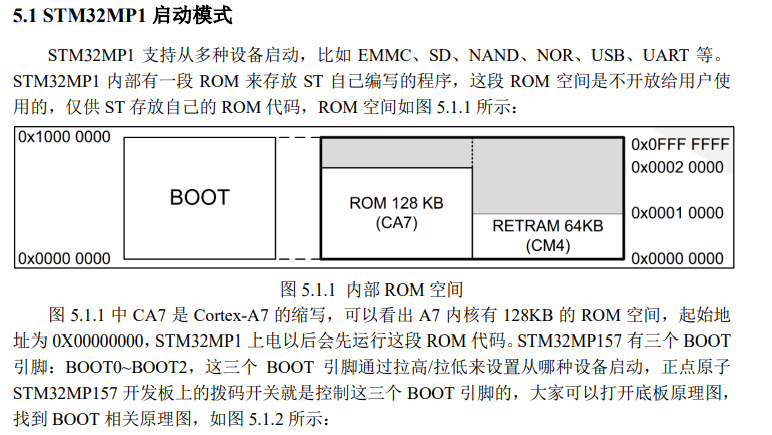 5.1 STM32MP1 启动模式
STM32MP1 支持从多种设备启动，比如 EMMC、SD、NAND、NOR、USB、UART 等。
STM32MP1 内部有一段 ROM 来存放 ST 自己编写的程序，这段 ROM 空间是不开放给用户使
用的，仅供 ST 存放自己的 ROM 代码，ROM 空间如图 5.1.1 所示：
0x1000 0000
0x0FFF FFFF
0x0002 0000
BOOT
ROM 128 KB
(CA7)
0x0001 0000
RETRAM 64KB
(CM4)
0x0000 0000
0x0000 0000
图 5.1.1 内部 ROM 空间
图 5.1.1 中 CA7 是 Cortex-A7 的缩写，可以看出 A7 内核有 128KB 的 ROM 空间，起始地
址为 0X00000000，STM32MP1 上电以后会先运行这段 ROM 代码。STM32MP157 有三个 BOOT
引脚：BOOT0~BOOT2，这三个 BOOT 引脚通过拉高/拉低来设置从哪种设备启动，正点原子
STM32MP157 开发板上的拨码开关就是控制这三个 BOOT 引脚的，大家可以打开底板原理图，
找到 BOOT 相关原理图，如图 5.1.2 所示：